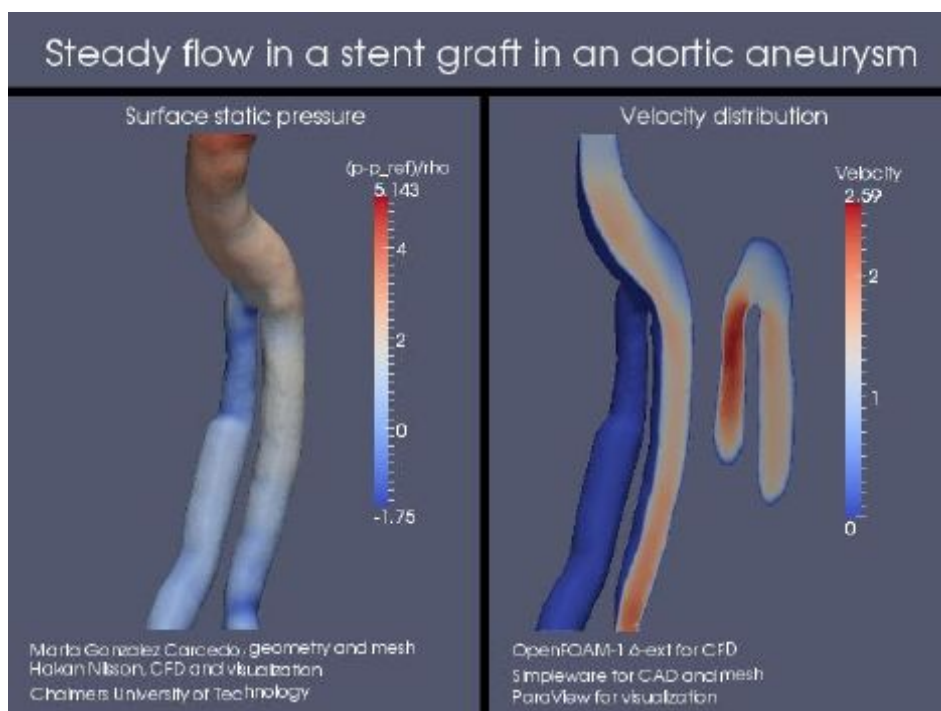 Steady flow in a stent graft in an aortic aneurysm
Surface static pressure
(p-p_ref)/rho
5.143
4
2
0
-1.75
Marta Gonzalez Carcedo, geometry and mesh
Hakan Nilsson, CFD and visualization
Chalmers University of Technology
Velocity distribution
Velocity
2.59
2
1
0
OpenFOAM-1.6-ext for CFD
Simpleware for CAD and mesh
ParaView for visualization